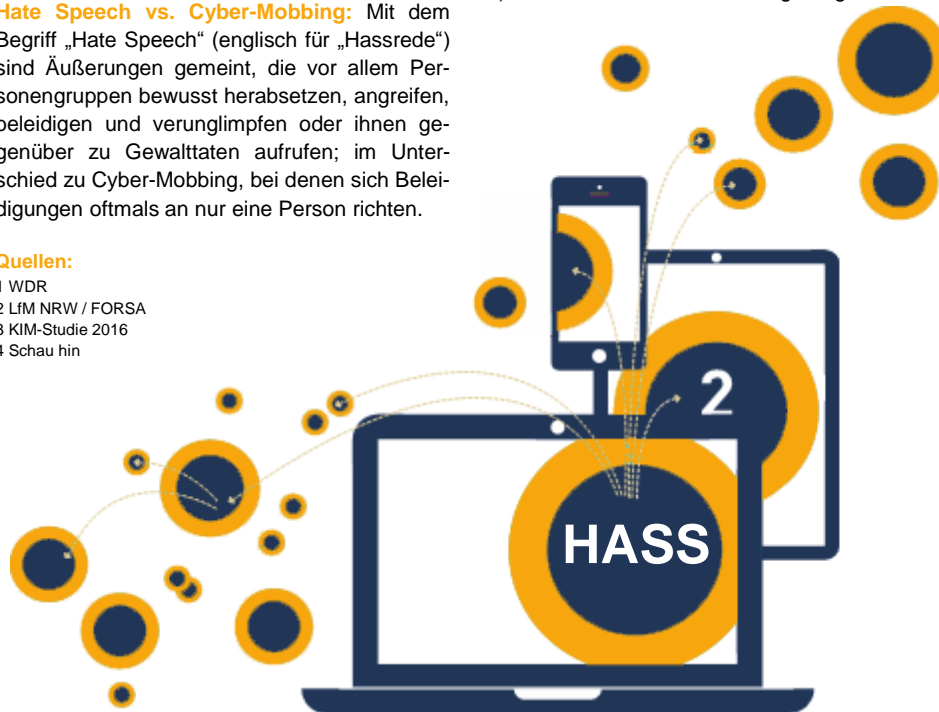 Hate Speech vs. Cyber-Mobbing: Mit dem
Begriff „Hate Speech“ (englisch für „Hassrede“)
sind Äußerungen gemeint, die vor allem Per-
sonengruppen bewusst herabsetzen, angreifen,
beleidigen und verunglimpfen oder ihnen ge-
genüber zu Gewalttaten aufrufen; im Unter-
schied zu Cyber-Mobbing, bei denen sich Belei-
digungen oftmals an nur eine Person richten.
Quellen:
1 WDR
2 LfM NRW / FORSA
3 KIM-Studie 2016
4 Schau hin
2
HASS